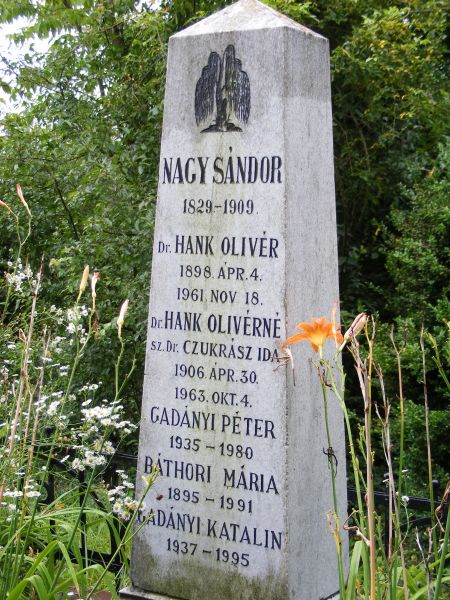 NAGY SÁNDOR
1829-1909.
Dr. HANK OLIVÉR
1898. ÁPR. 4.
1961. NOV 18.
Dr. HANK OLIVÉRNÉ
SZ. Dr. CZUKRÁSZ IDA
1906. ÁPR. 30.
1963. OKT. 4.
GADÁNYI PÉTER
1935-1980
BÁTHORI MÁRIA
1895-1991
GADÁNYI KATALIN
1937-1995